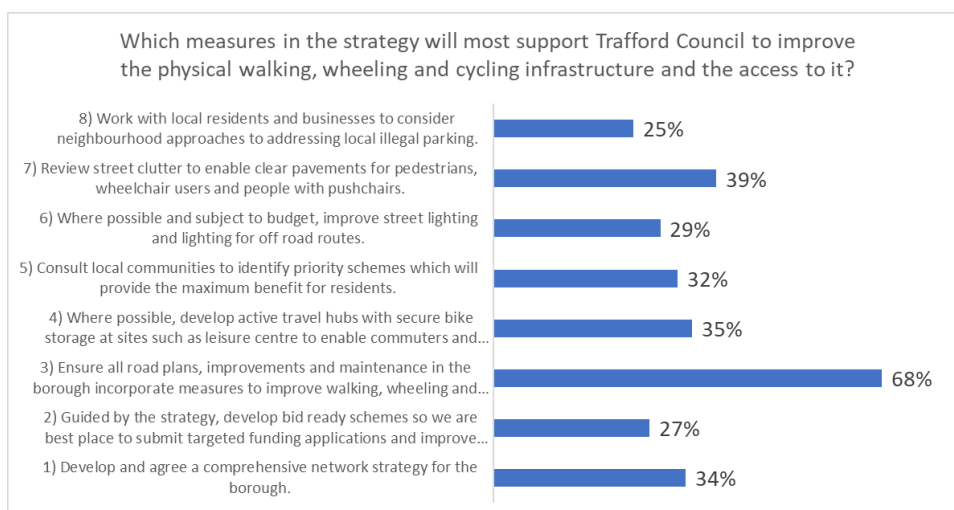 Which measures in the strategy will most support Trafford Council to improve
the physical walking, wheeling and cycling infrastructure and the access to it?
8) Work with local residents and businesses to consider
neighbourhood approaches to addressing local illegal parking.
25%
7) Review street clutter to enable clear pavements for pedestrians,
wheelchair users and people with pushchairs.
39%
6) Where possible and subject to budget, improve street lighting
and lighting for off road routes.
29%
5) Consult local communities to identify priority schemes which will
provide the maximum benefit for residents.
32%
4) Where possible, develop active travel hubs with secure bike
storage at sites such as leisure centre to enable commuters and...
35%
3) Ensure all road plans, improvements and maintenance in the
borough incorporate measures to improve walking, wheeling and...
68%
2) Guided by the strategy, develop bid ready schemes so we are
best place to submit targeted funding applications and improve...
27%
1) Develop and agree a comprehensive network strategy for the
borough.
34%